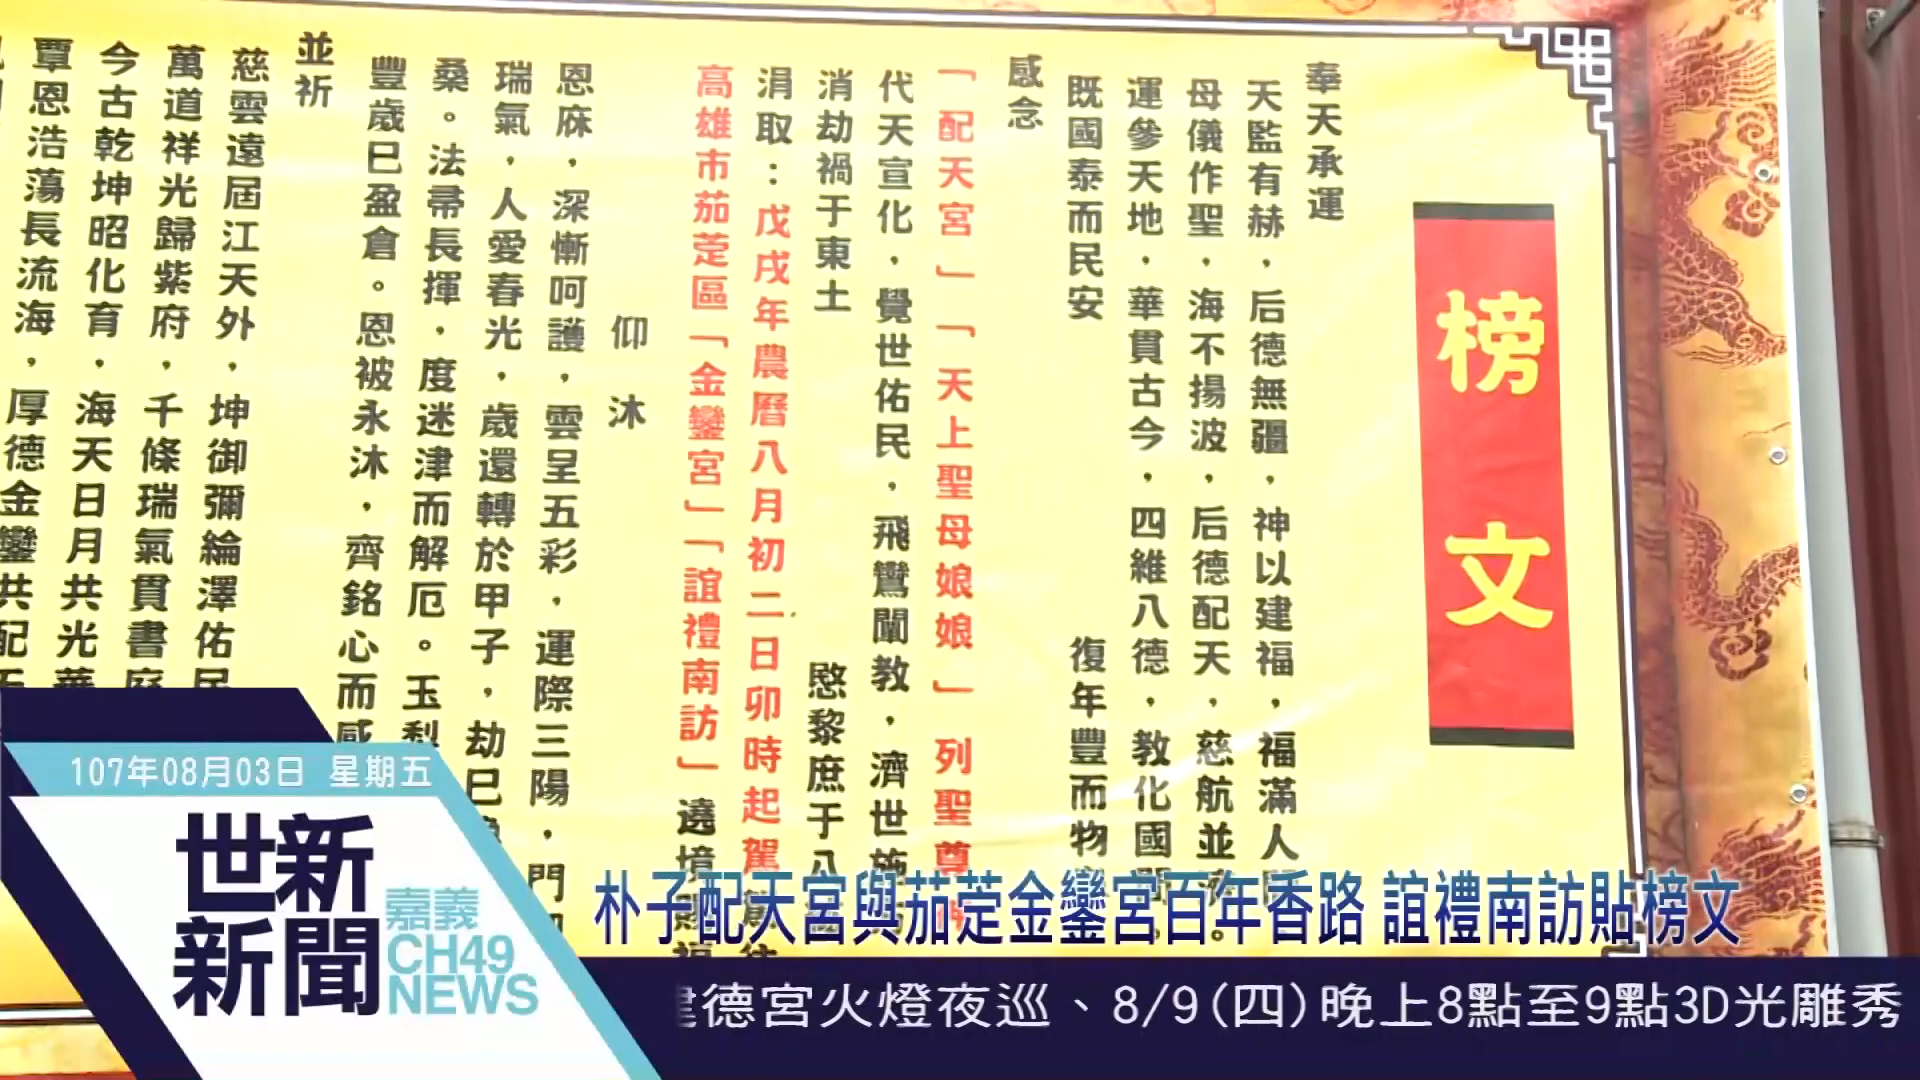 榜文
奉天承運
天監有赫，后德無疆，神以建福，福滿人
母儀作聖，海不揚波，后德配天，慈航並
運參天地，華貫古今，四維八德，教化國
既國泰而民安　復年豐而物
感念
「配天宮」「天上聖母娘娘」列聖尊
代天宣化，覺世佑民，飛鸞闡教，濟世施
消劫禍于東土　愍黎庶于八
涓取：戊戌年農曆八月初二日卯時起駕
高雄市茄萣區「金鑾宮」「誼禮南訪」遶境賜福
仰沐
恩庥，深慚呵護，雲呈五彩，運際三陽，門
瑞氣，人愛春光，歲還轉於甲子，劫已
桑。法帚長揮，度迷津而解厄。玉梨
豐歲已盈倉。恩被永沐，齊銘心而感
並祈
慈雲遠屆江天外，坤御彌綸澤佑民
萬道祥光歸紫府，千條瑞氣貫書庭
今古乾坤昭化育，海天日月共光華
覃恩浩蕩長流海，厚德金鑾共配天
107年08月03日 星期五
世新新聞
嘉義
CH49
NEWS
朴子配天宮與茄萣金鑾宮百年香路 誼禮南訪貼榜文
建德宮火燈夜巡、8/9(四)晚上8點至9點3D光雕秀